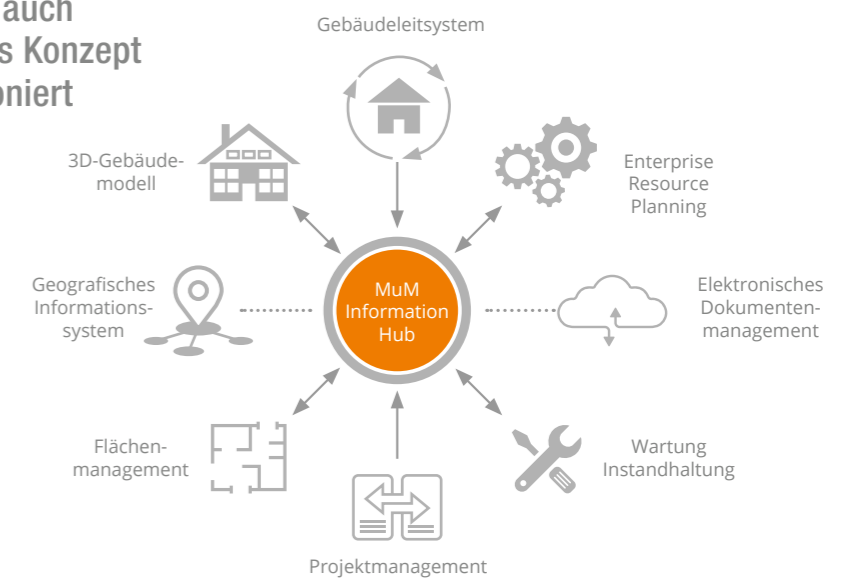 auch
s Konzept
oniert
Gebäudeleitsystem
3D-Gebäude-
modell
Enterprise
Resource
Planning
Geografisches
Informations-
system
MuM
Information
Hub
Elektronisches
Dokumenten-
management
Flächen-
management
Wartung
Instandhaltung
Projektmanagement